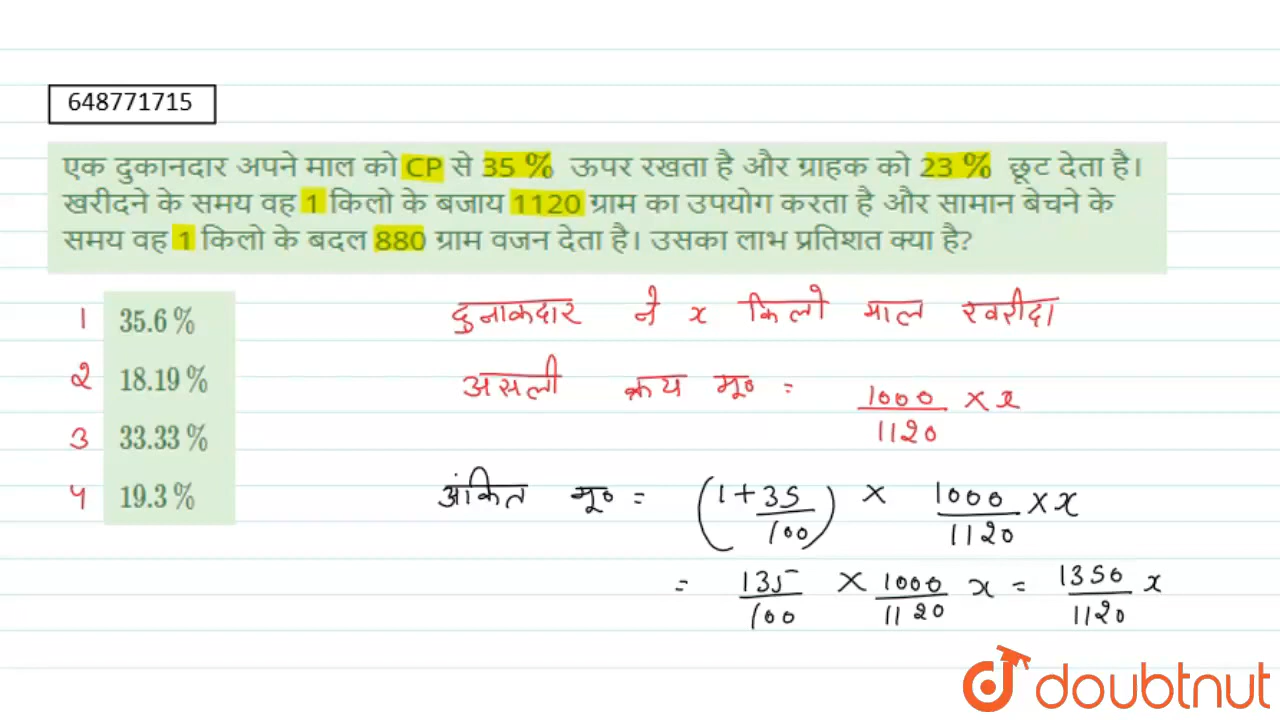 648771715
एक दुकानदार अपने माल को CP से 35 % ऊपर रखता है और ग्राहक को 23 % छूट देता है।
खरीदने के समय वह 1 किलो के बजाय 1120 ग्राम का उपयोग करता है और सामान बेचने के
समय वह 1 किलो के बदल 880 ग्राम वजन देता है। उसका लाभ प्रतिशत क्या है?
1 35.6 %
2 18.19 %
3 33.33 %
4 19.3 %
दुनाकदार ने x किलो माल खरीदा
असली क्रय मू० = 1000/1120 × x
अंकित मू० = (1 + 35/100) × 1000/1120 × x
= 135/100 × 1000/1120 x = 1350/1120 x
doubtnut